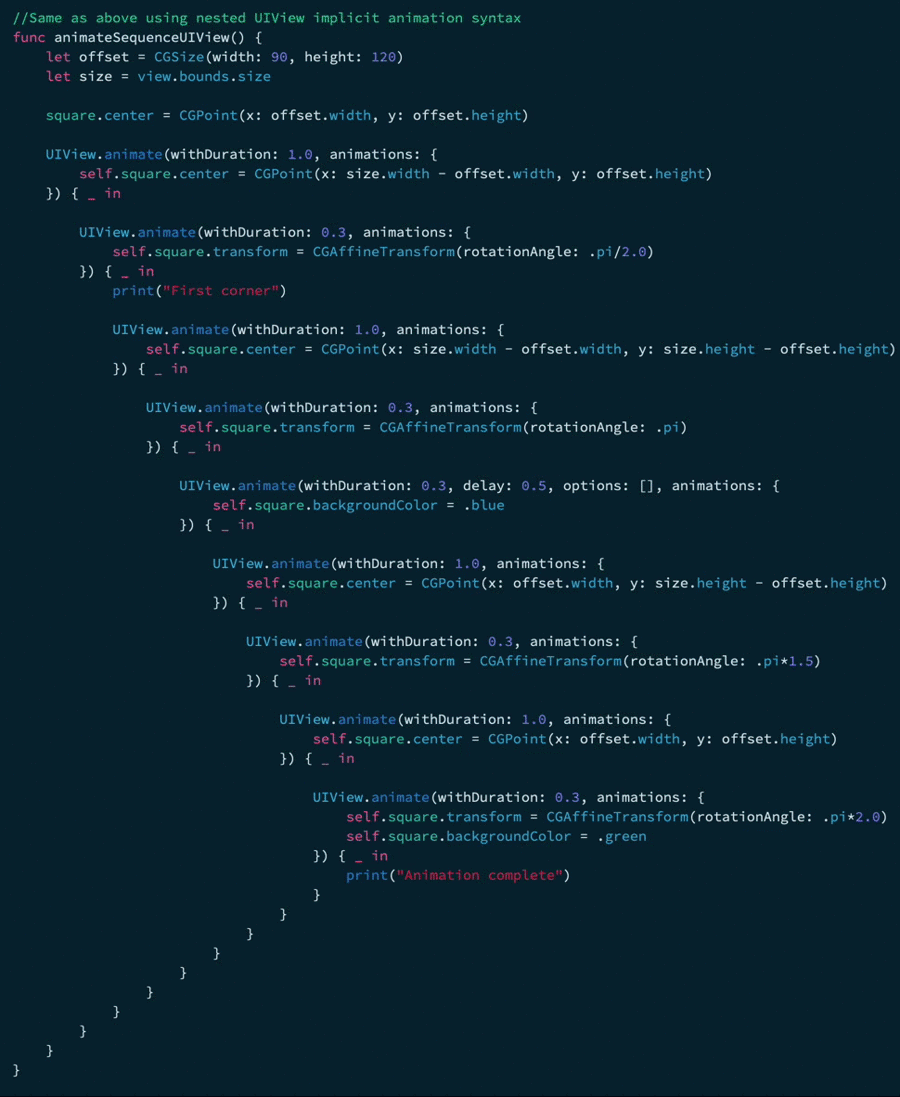 //Same as above using nested UIView implicit animation syntax
func animateSequenceUIView() {
    let offset = CGSize(width: 90, height: 120)
    let size = view.bounds.size

    square.center = CGPoint(x: offset.width, y: offset.height)

    UIView.animate(withDuration: 1.0, animations: {
        self.square.center = CGPoint(x: size.width - offset.width, y: offset.height)
    }) { _ in

        UIView.animate(withDuration: 0.3, animations: {
            self.square.transform = CGAffineTransform(rotationAngle: .pi/2.0)
        }) { _ in
            print("First corner")

            UIView.animate(withDuration: 1.0, animations: {
                self.square.center = CGPoint(x: size.width - offset.width, y: size.height - offset.height)
            }) { _ in

                UIView.animate(withDuration: 0.3, animations: {
                    self.square.transform = CGAffineTransform(rotationAngle: .pi)
                }) { _ in

                    UIView.animate(withDuration: 0.3, delay: 0.5, options: [], animations: {
                        self.square.backgroundColor = .blue
                    }) { _ in

                        UIView.animate(withDuration: 1.0, animations: {
                            self.square.center = CGPoint(x: offset.width, y: size.height - offset.height)
                        }) { _ in

                            UIView.animate(withDuration: 0.3, animations: {
                                self.square.transform = CGAffineTransform(rotationAngle: .pi*1.5)
                            }) { _ in

                                UIView.animate(withDuration: 1.0, animations: {
                                    self.square.center = CGPoint(x: offset.width, y: offset.height)
                                }) { _ in

                                    UIView.animate(withDuration: 0.3, animations: {
                                        self.square.transform = CGAffineTransform(rotationAngle: .pi*2.0)
                                        self.square.backgroundColor = .green
                                    }) { _ in
                                        print("Animation complete")
                                    }
                                }
                            }
                        }
                    }
                }
            }
        }
    }
}